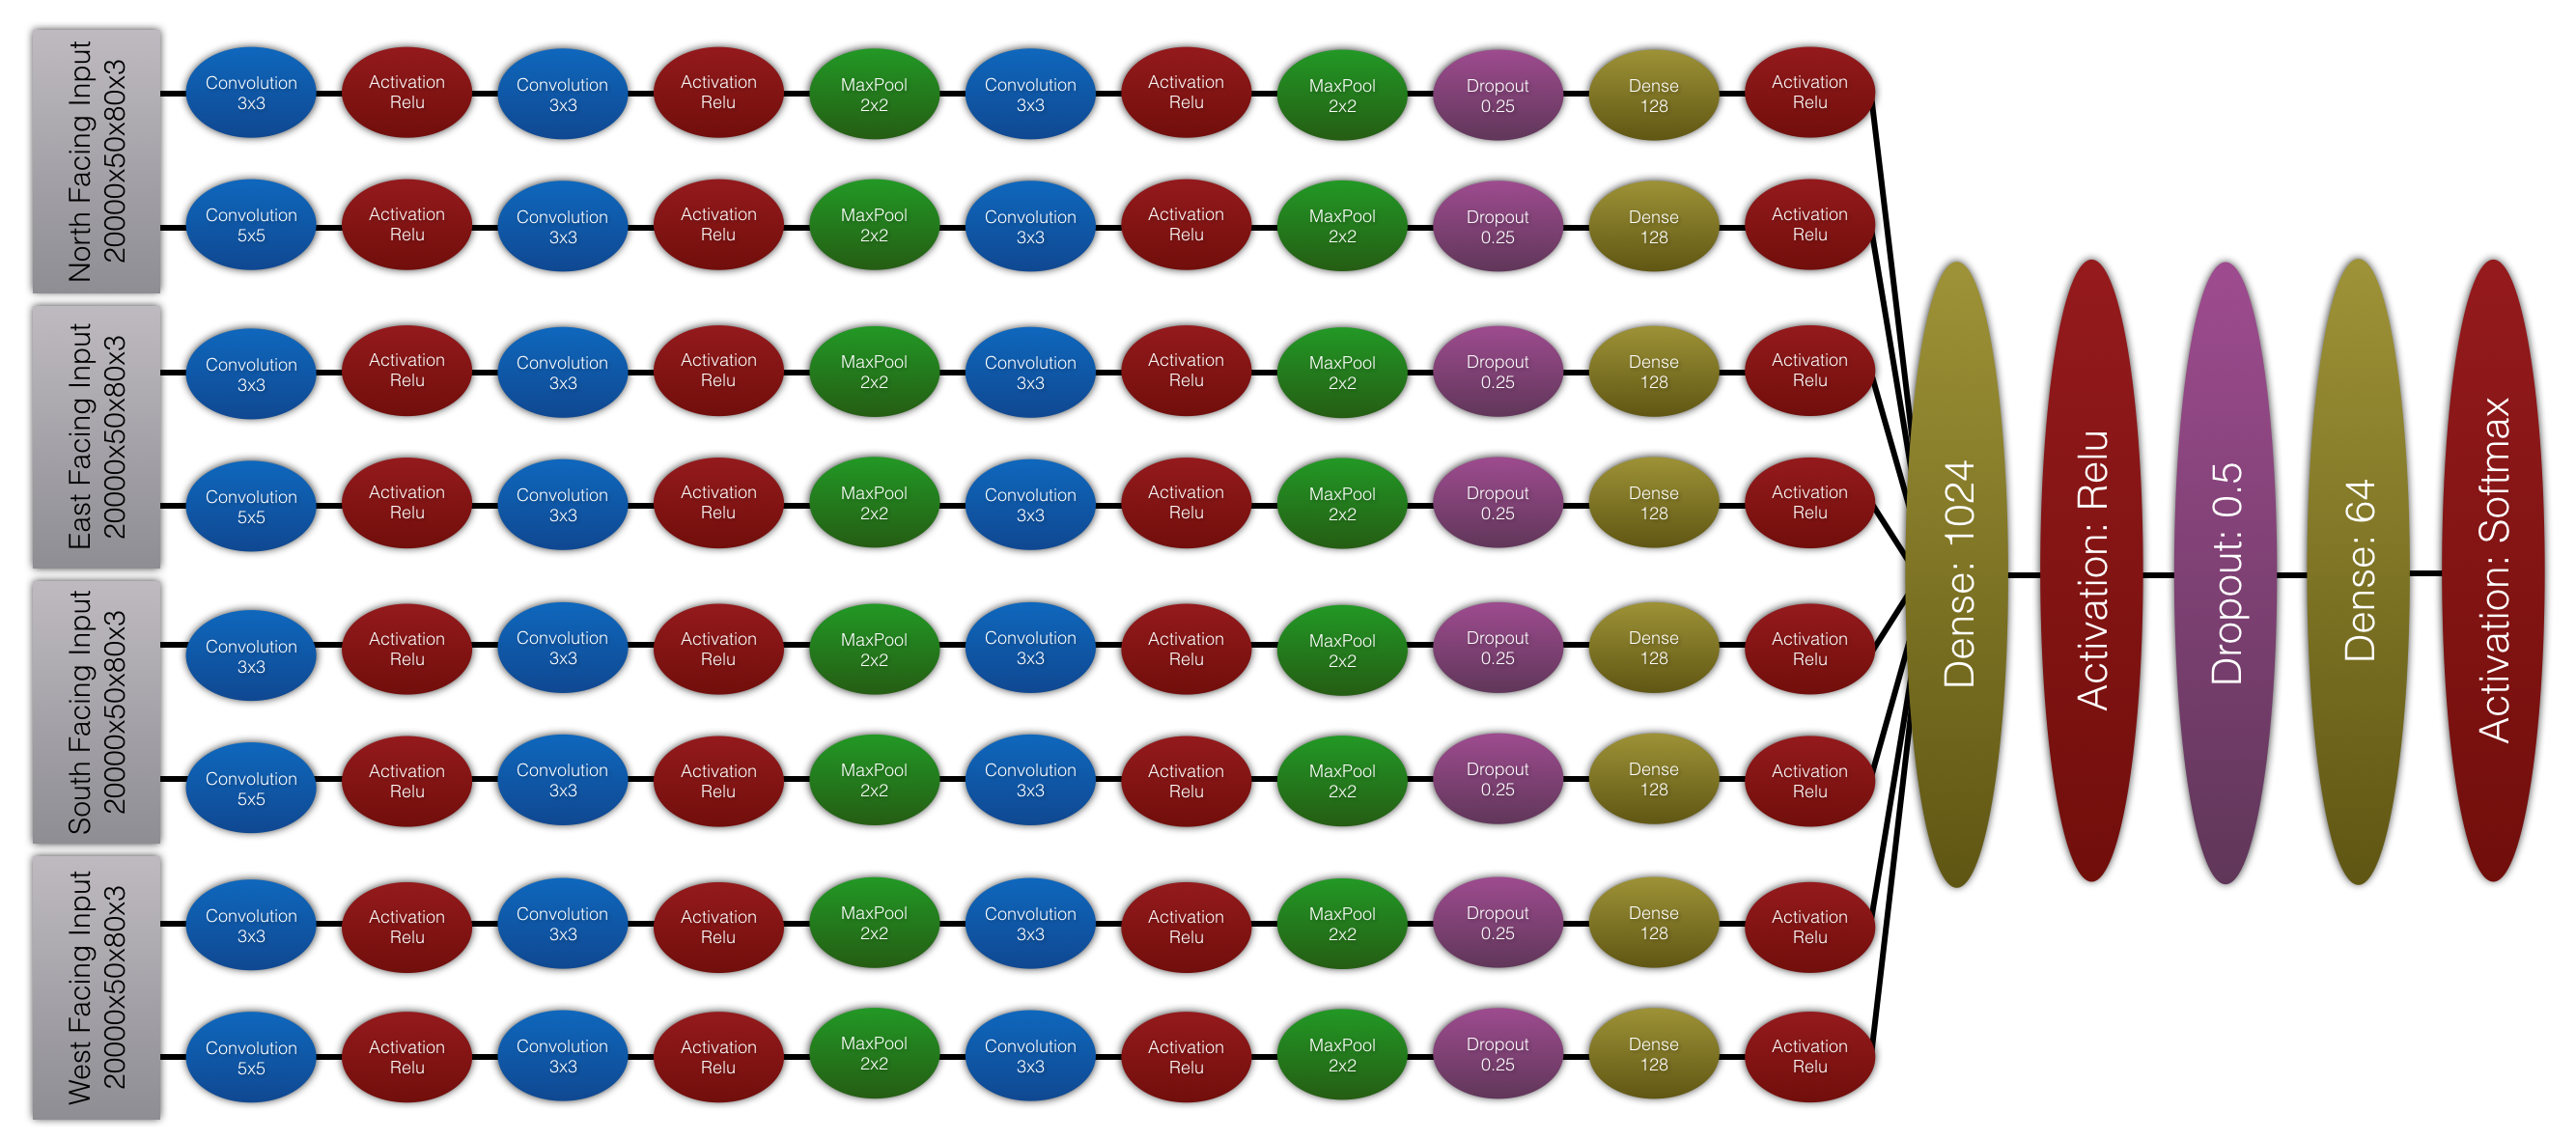 North Facing Input
20000x50x80x3
Convolution
3x3
Activation
Relu
Convolution
3x3
Activation
Relu
MaxPool
2x2
Convolution
3x3
Activation
Relu
MaxPool
2x2
Dropout
0.25
Dense
128
Activation
Relu
Convolution
5x5
Activation
Relu
Convolution
3x3
Activation
Relu
MaxPool
2x2
Convolution
3x3
Activation
Relu
MaxPool
2x2
Dropout
0.25
Dense
128
Activation
Relu
East Facing Input
20000x50x80x3
Convolution
3x3
Activation
Relu
Convolution
3x3
Activation
Relu
MaxPool
2x2
Convolution
3x3
Activation
Relu
MaxPool
2x2
Dropout
0.25
Dense
128
Activation
Relu
Convolution
5x5
Activation
Relu
Convolution
3x3
Activation
Relu
MaxPool
2x2
Convolution
3x3
Activation
Relu
MaxPool
2x2
Dropout
0.25
Dense
128
Activation
Relu
South Facing Input
20000x50x80x3
Convolution
3x3
Activation
Relu
Convolution
3x3
Activation
Relu
MaxPool
2x2
Convolution
3x3
Activation
Relu
MaxPool
2x2
Dropout
0.25
Dense
128
Activation
Relu
Convolution
5x5
Activation
Relu
Convolution
3x3
Activation
Relu
MaxPool
2x2
Convolution
3x3
Activation
Relu
MaxPool
2x2
Dropout
0.25
Dense
128
Activation
Relu
West Facing Input
20000x50x80x3
Convolution
3x3
Activation
Relu
Convolution
3x3
Activation
Relu
MaxPool
2x2
Convolution
3x3
Activation
Relu
MaxPool
2x2
Dropout
0.25
Dense
128
Activation
Relu
Convolution
5x5
Activation
Relu
Convolution
3x3
Activation
Relu
MaxPool
2x2
Convolution
3x3
Activation
Relu
MaxPool
2x2
Dropout
0.25
Dense
128
Activation
Relu
Dense: 1024
Activation: Relu
Dropout: 0.5
Dense: 64
Activation: Softmax